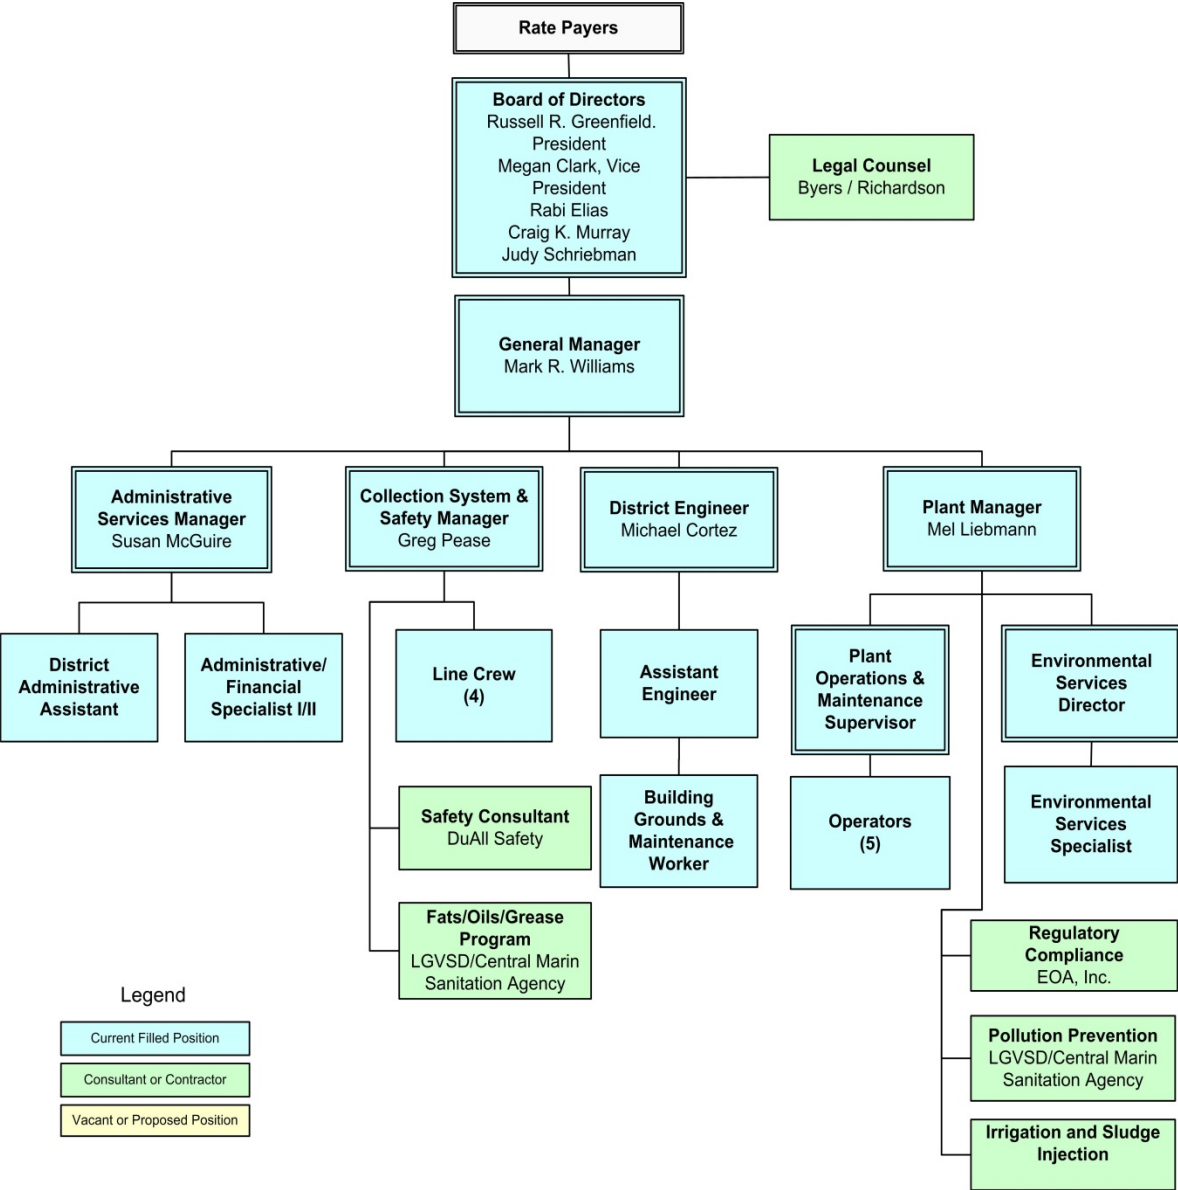 Rate Payers
Board of Directors
Russell R. Greenfield.
President
Megan Clark, Vice
President
Rabi Elias
Craig K. Murray
Judy Schriebman
Legal Counsel
Byers / Richardson
General Manager
Mark R. Williams
Administrative
Services Manager
Susan McGuire
Collection System &
Safety Manager
Greg Pease
District Engineer
Michael Cortez
Plant Manager
Mel Liebmann
District
Administrative
Assistant
Administrative/
Financial
Specialist I/II
Line Crew
(4)
Assistant
Engineer
Plant
Operations &
Maintenance
Supervisor
Environmental
Services
Director
Safety Consultant
DuAll Safety
Building
Grounds &
Maintenance
Worker
Operators
(5)
Environmental
Services
Specialist
Fats/Oils/Grease
Program
LGVSD/Central Marin
Sanitation Agency
Regulatory
Compliance
EOA, Inc.
Pollution Prevention
LGVSD/Central Marin
Sanitation Agency
Irrigation and Sludge
Injection
Legend
Current Filled Position
Consultant or Contractor
Vacant or Proposed Position